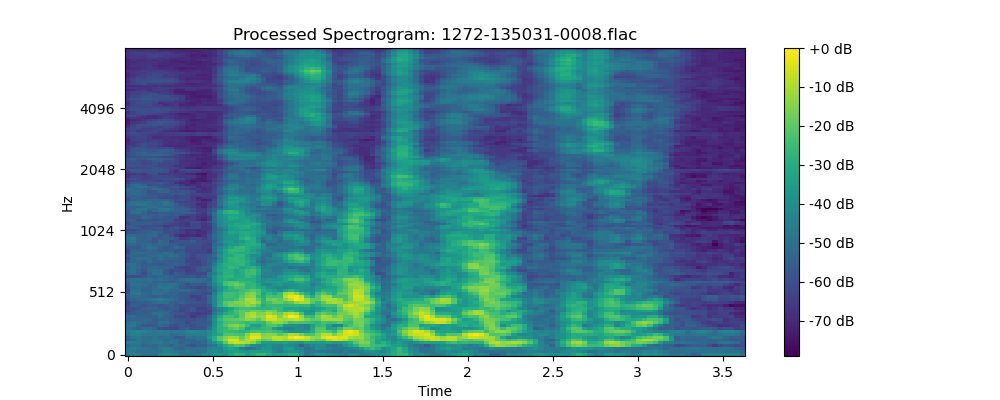 Processed Spectrogram: 1272-135031-0008.flac
+0 dB
-10 dB
-20 dB
-30 dB
-40 dB
-50 dB
-60 dB
-70 dB
Hz
4096
2048
1024
512
0
0 0.5 1 1.5 2 2.5 3 3.5
Time